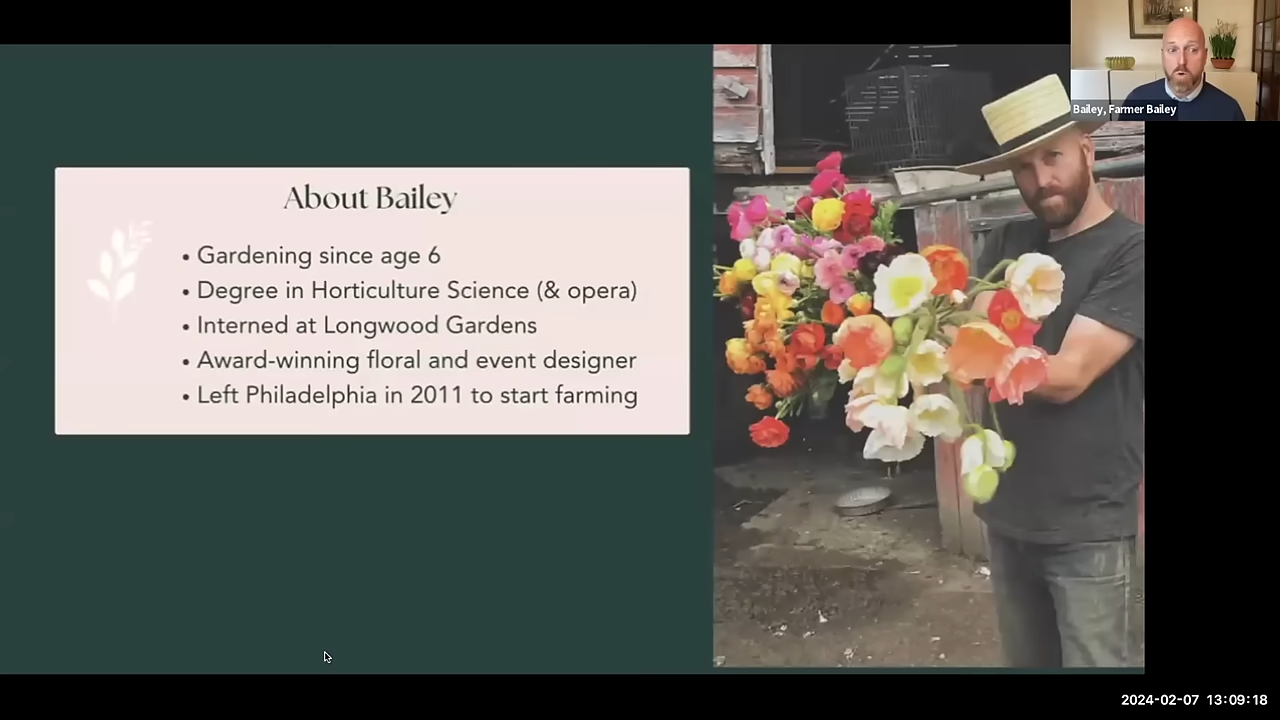 Bailey, Farmer Bailey
About Bailey
• Gardening since age 6
• Degree in Horticulture Science (& opera)
• Interned at Longwood Gardens
• Award-winning floral and event designer
• Left Philadelphia in 2011 to start farming
2024-02-07 13:09:18